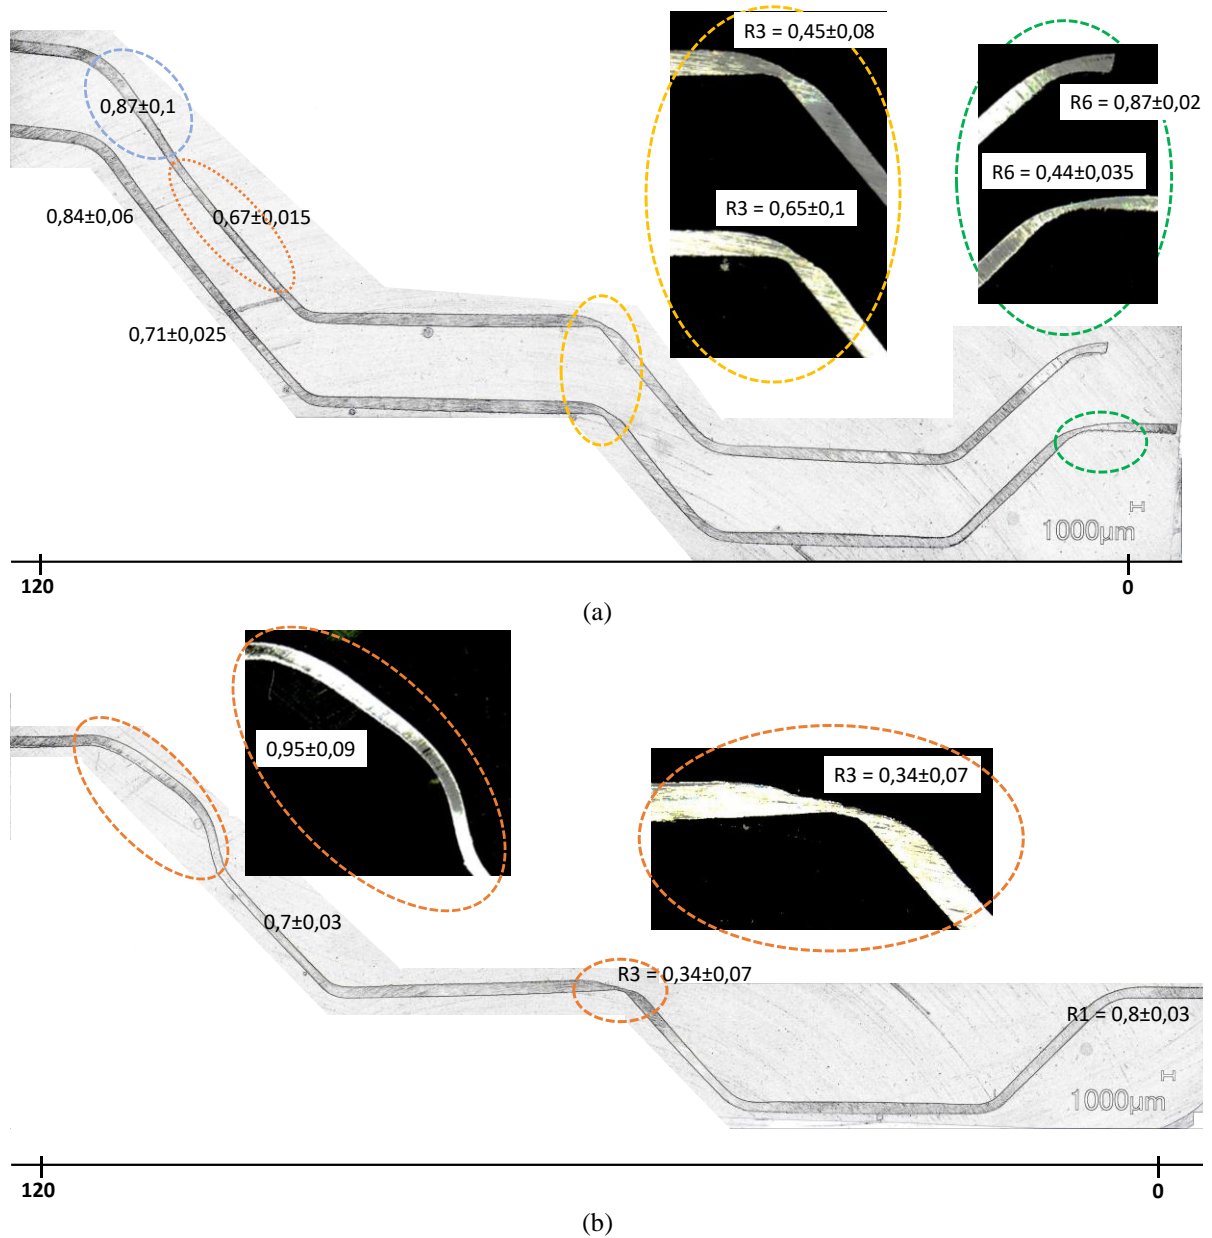 R3 = 0,45±0,08
R6 = 0,87±0,02
0,87±0,1
R6 = 0,44±0,035
R3 = 0,65±0,1
0,84±0,06
0,67±0,015
0,71±0,025
1000µm
120
0
(a)
0,95±0,09
R3 = 0,34±0,07
0,7±0,03
R3 = 0,34±0,07
R1 = 0,8±0,03
1000µm
120
0
(b)